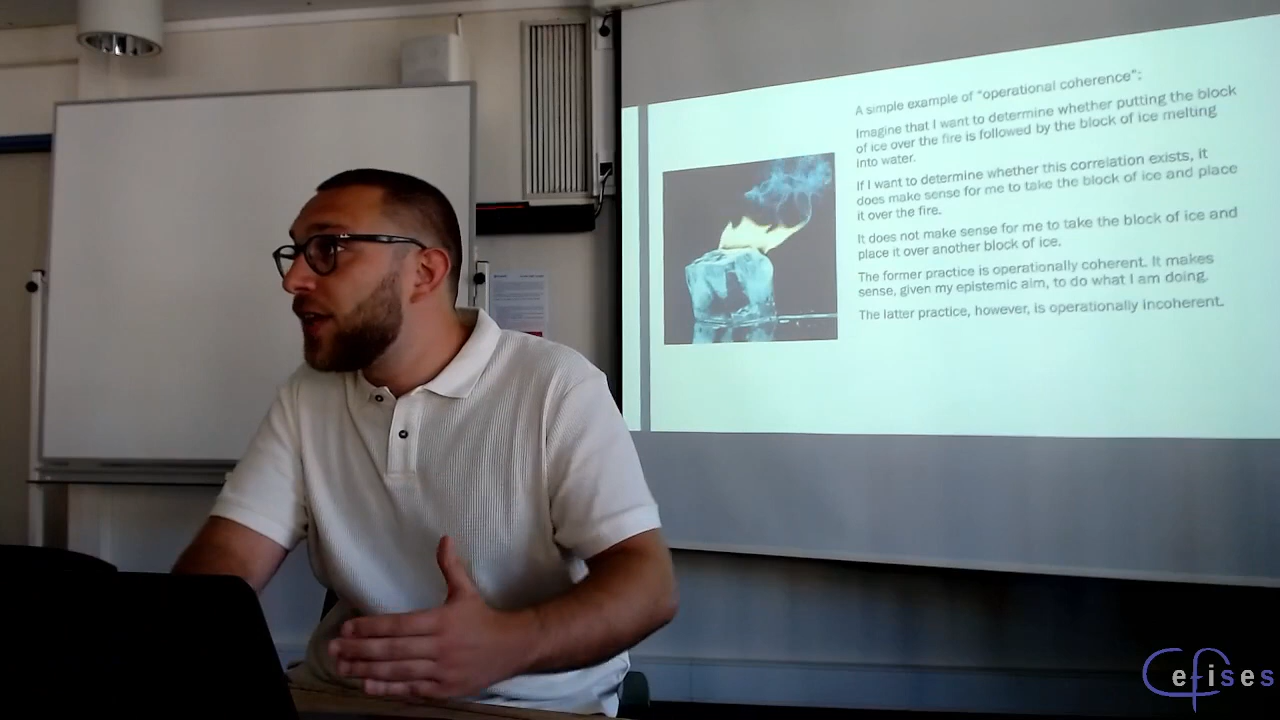 A simple example of "operational coherence":
Imagine that I want to determine whether putting the block
of ice over the fire is followed by the block of ice melting
into water.
If I want to determine whether this correlation exists, it
does make sense for me to take the block of ice and place
it over the fire.
It does not make sense for me to take the block of ice and
place it over another block of ice.
The former practice is operationally coherent. It makes
sense, given my epistemic aim, to do what I am doing.
The latter practice, however, is operationally incoherent.
Cefises